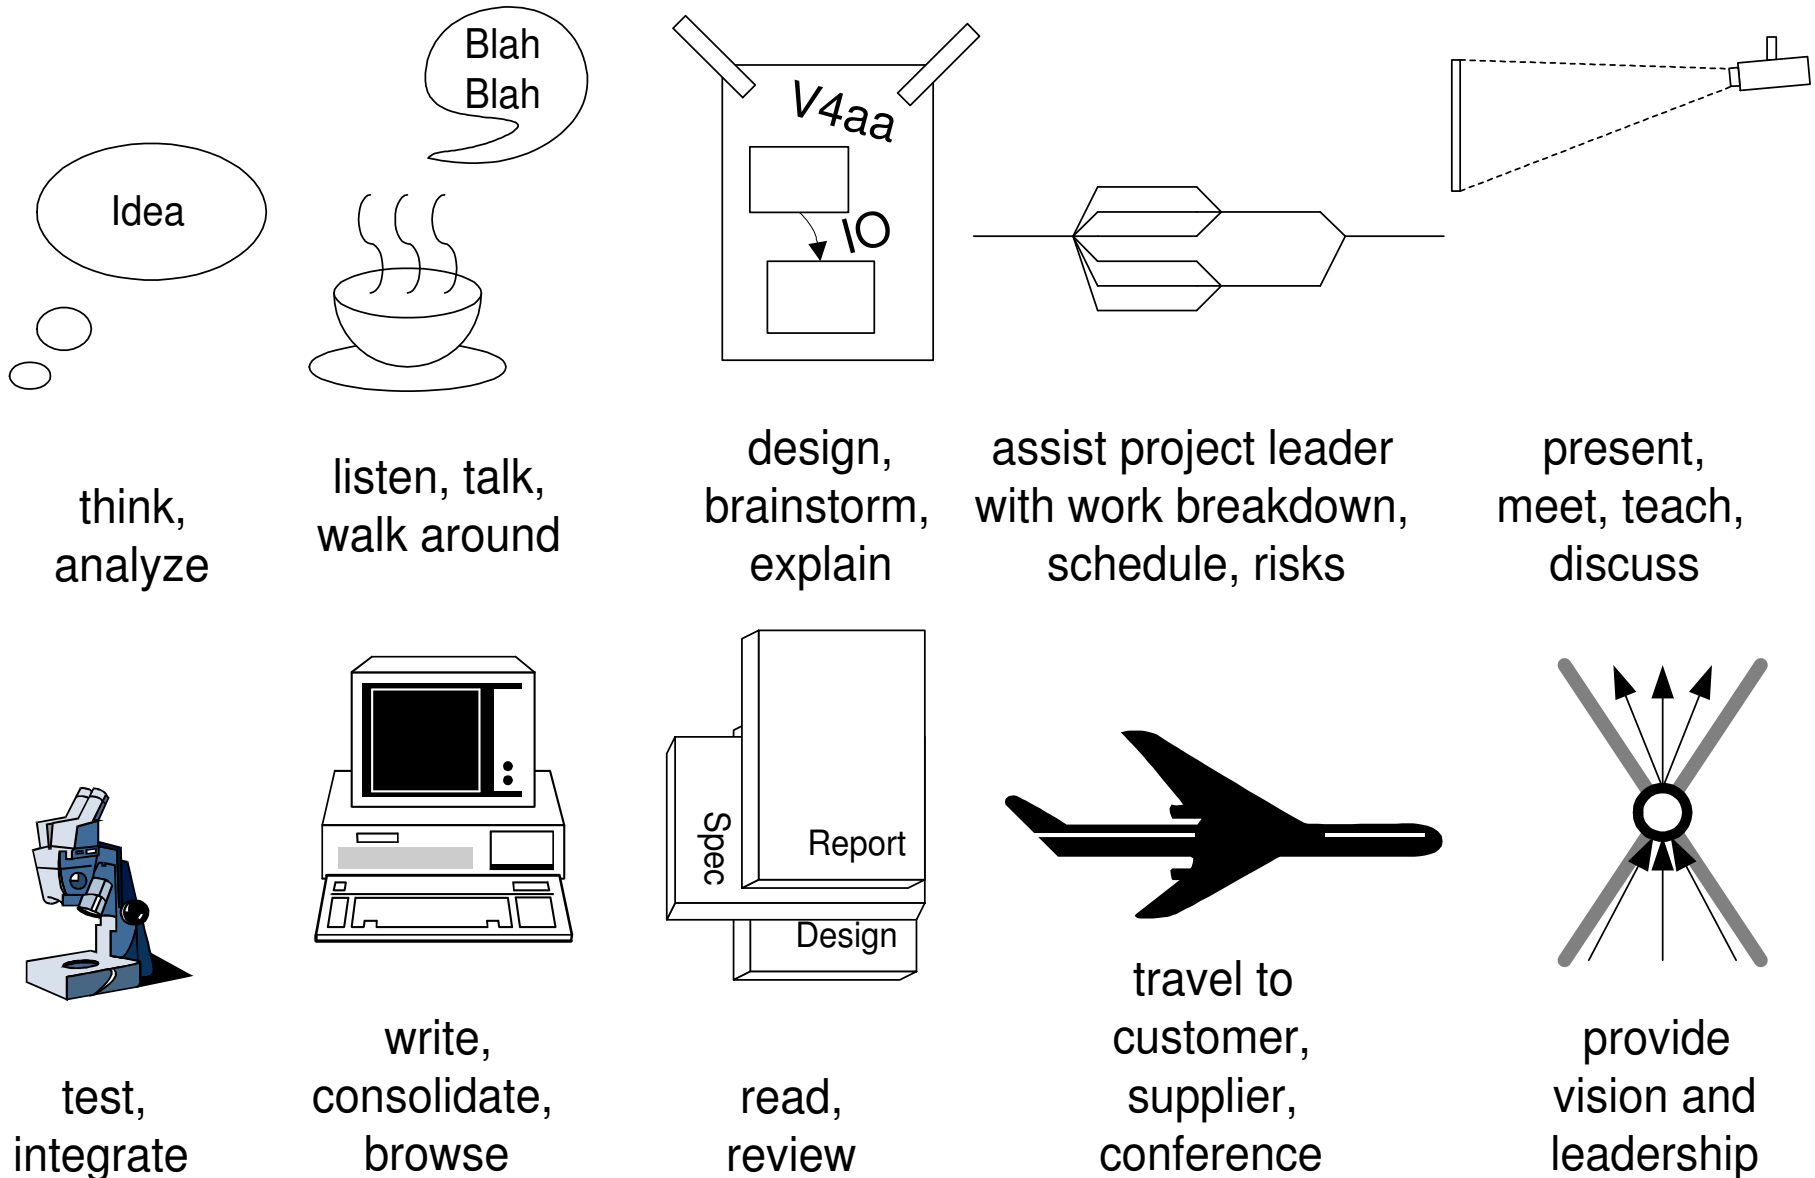 Blah
Blah
Idea
V4aa
IO
think,
analyze
listen, talk,
walk around
design,
brainstorm,
explain
assist project leader
with work breakdown,
schedule, risks
present,
meet, teach,
discuss
Spec
Report
Design
test,
integrate
write,
consolidate,
browse
read,
review
travel to
customer,
supplier,
conference
provide
vision and
leadership